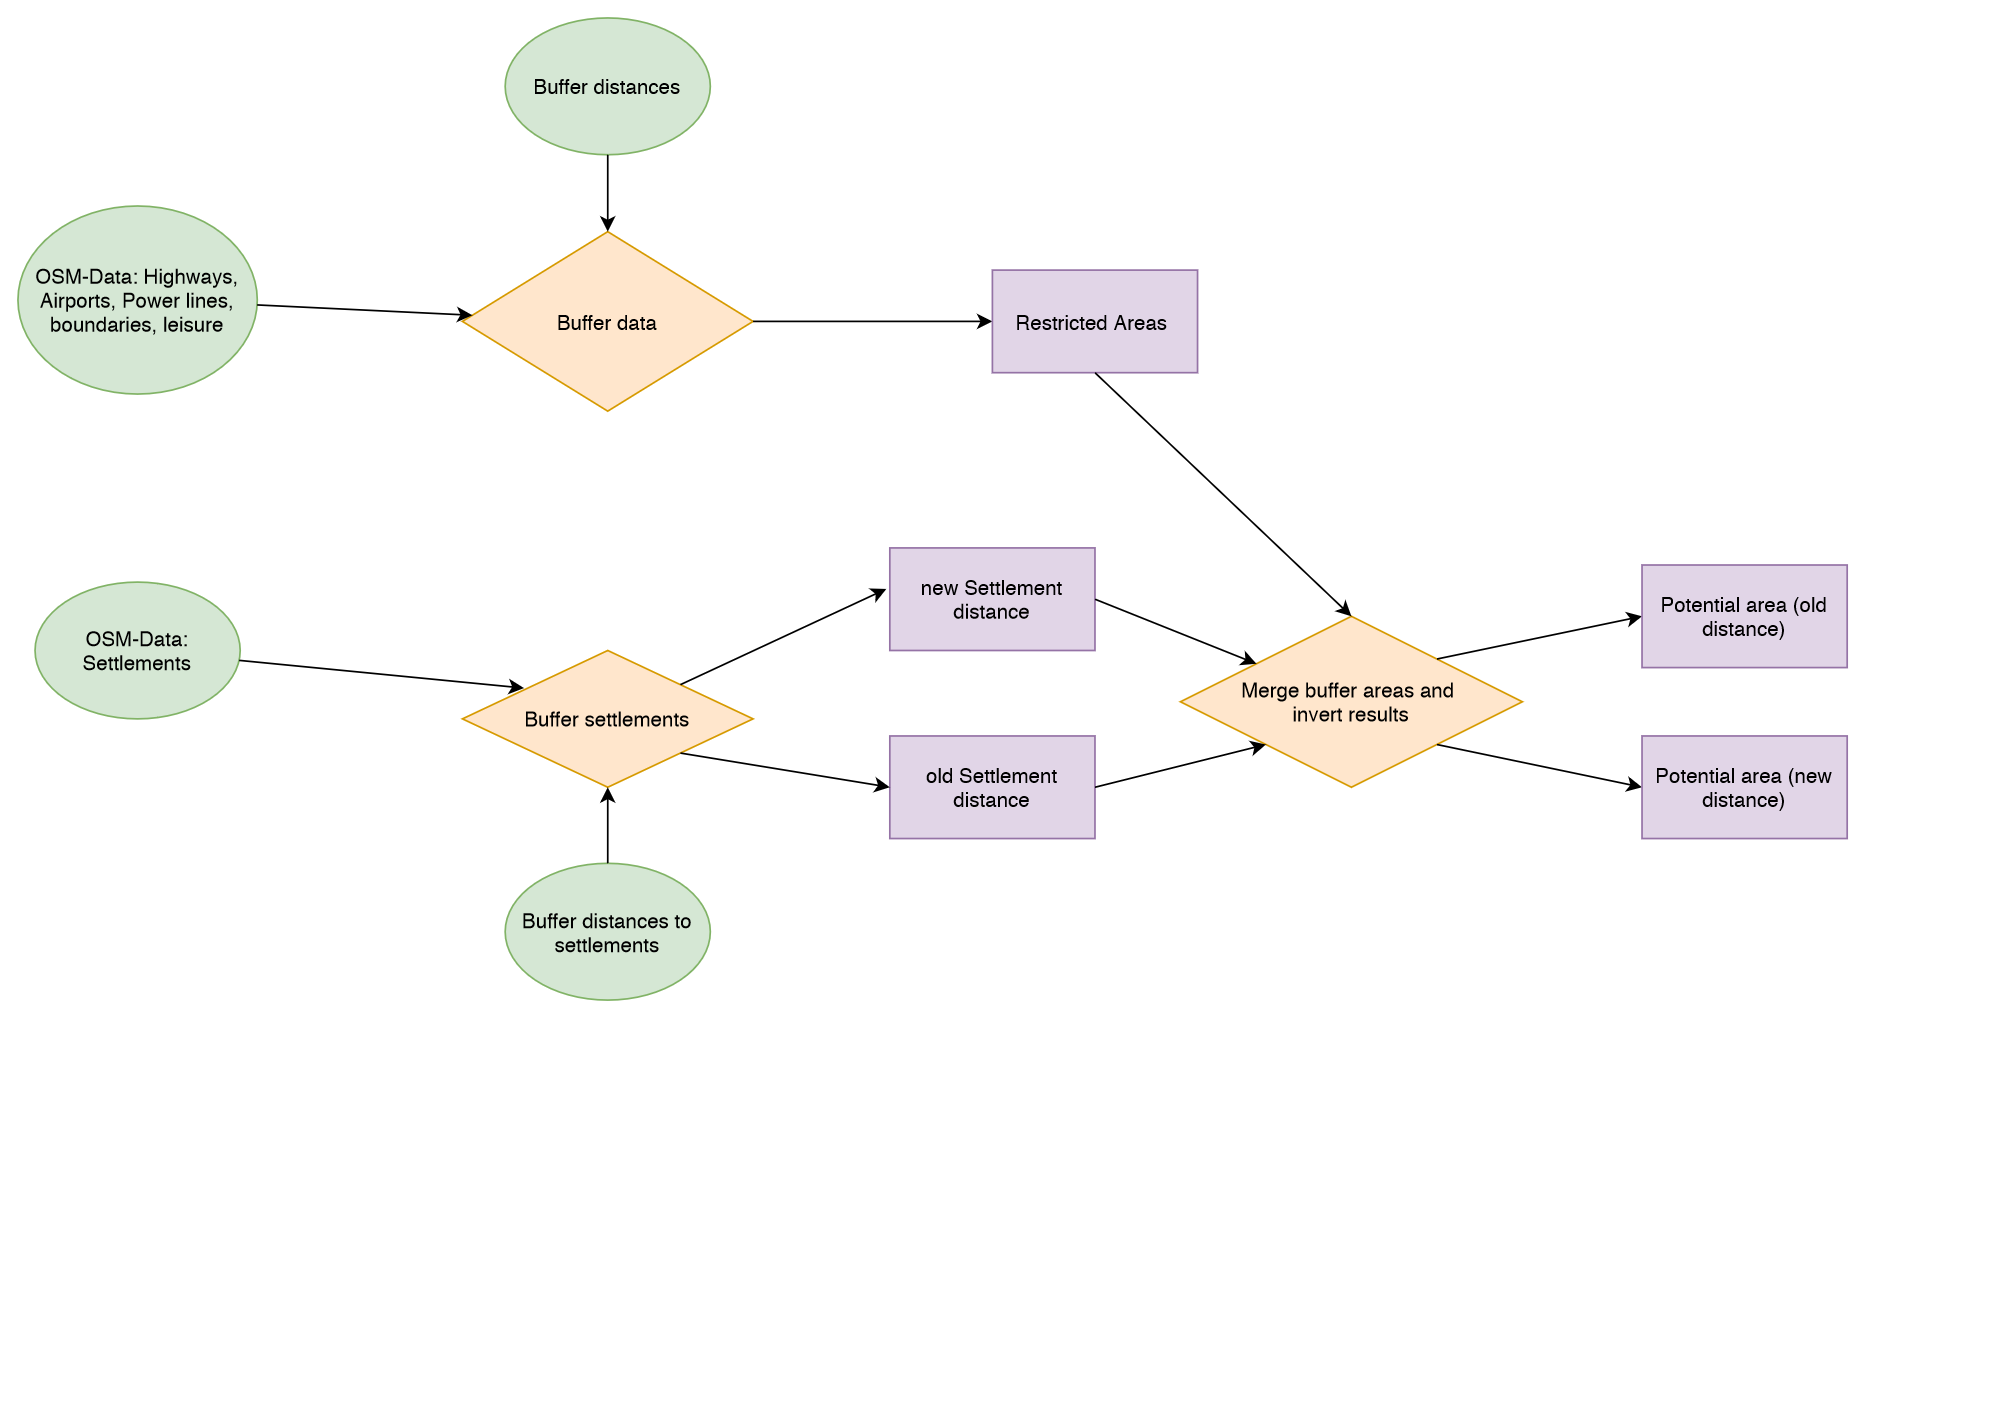 Buffer distances
OSM-Data: Highways,
Airports, Power lines,
boundaries, leisure
Buffer data
Restricted Areas
new Settlement
distance
Potential area (old
distance)
OSM-Data:
Settlements
Buffer settlements
Merge buffer areas and
invert results
old Settlement
distance
Potential area (new
distance)
Buffer distances to
settlements